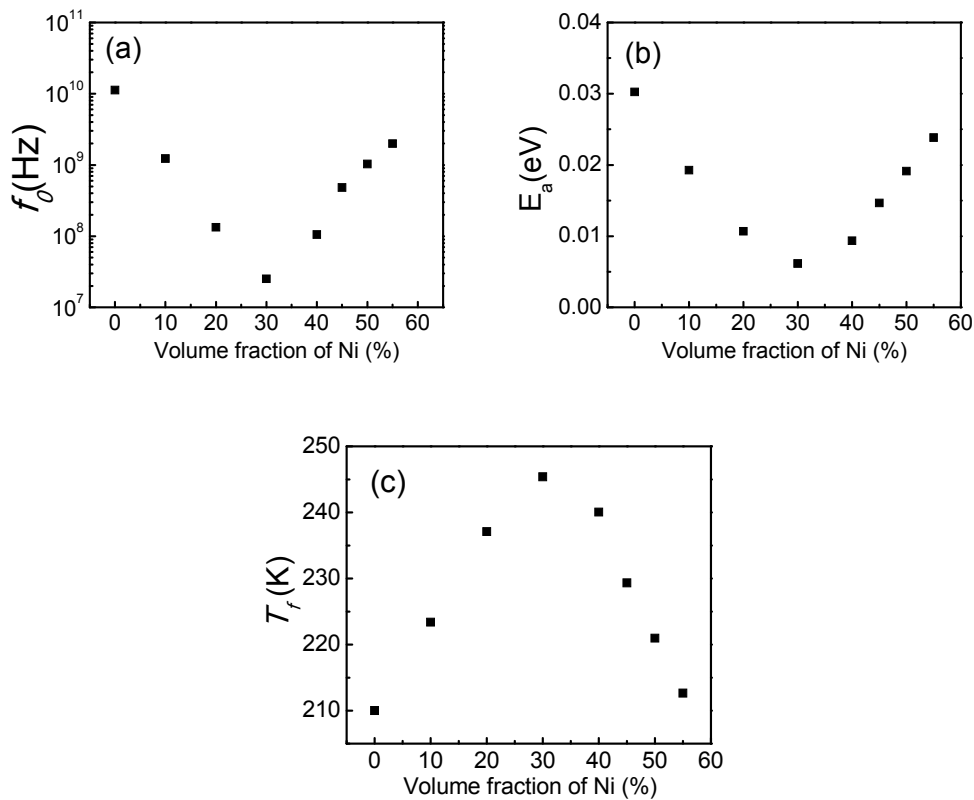 (a)
f₀(Hz)
10¹¹
10¹⁰
10⁹
10⁸
10⁷
0 10 20 30 40 50 60
Volume fraction of Ni (%)
(b)
Eₐ(eV)
0.04
0.03
0.02
0.01
0.00
0 10 20 30 40 50 60
Volume fraction of Ni (%)
(c)
T_f (K)
250
240
230
220
210
0 10 20 30 40 50 60
Volume fraction of Ni (%)